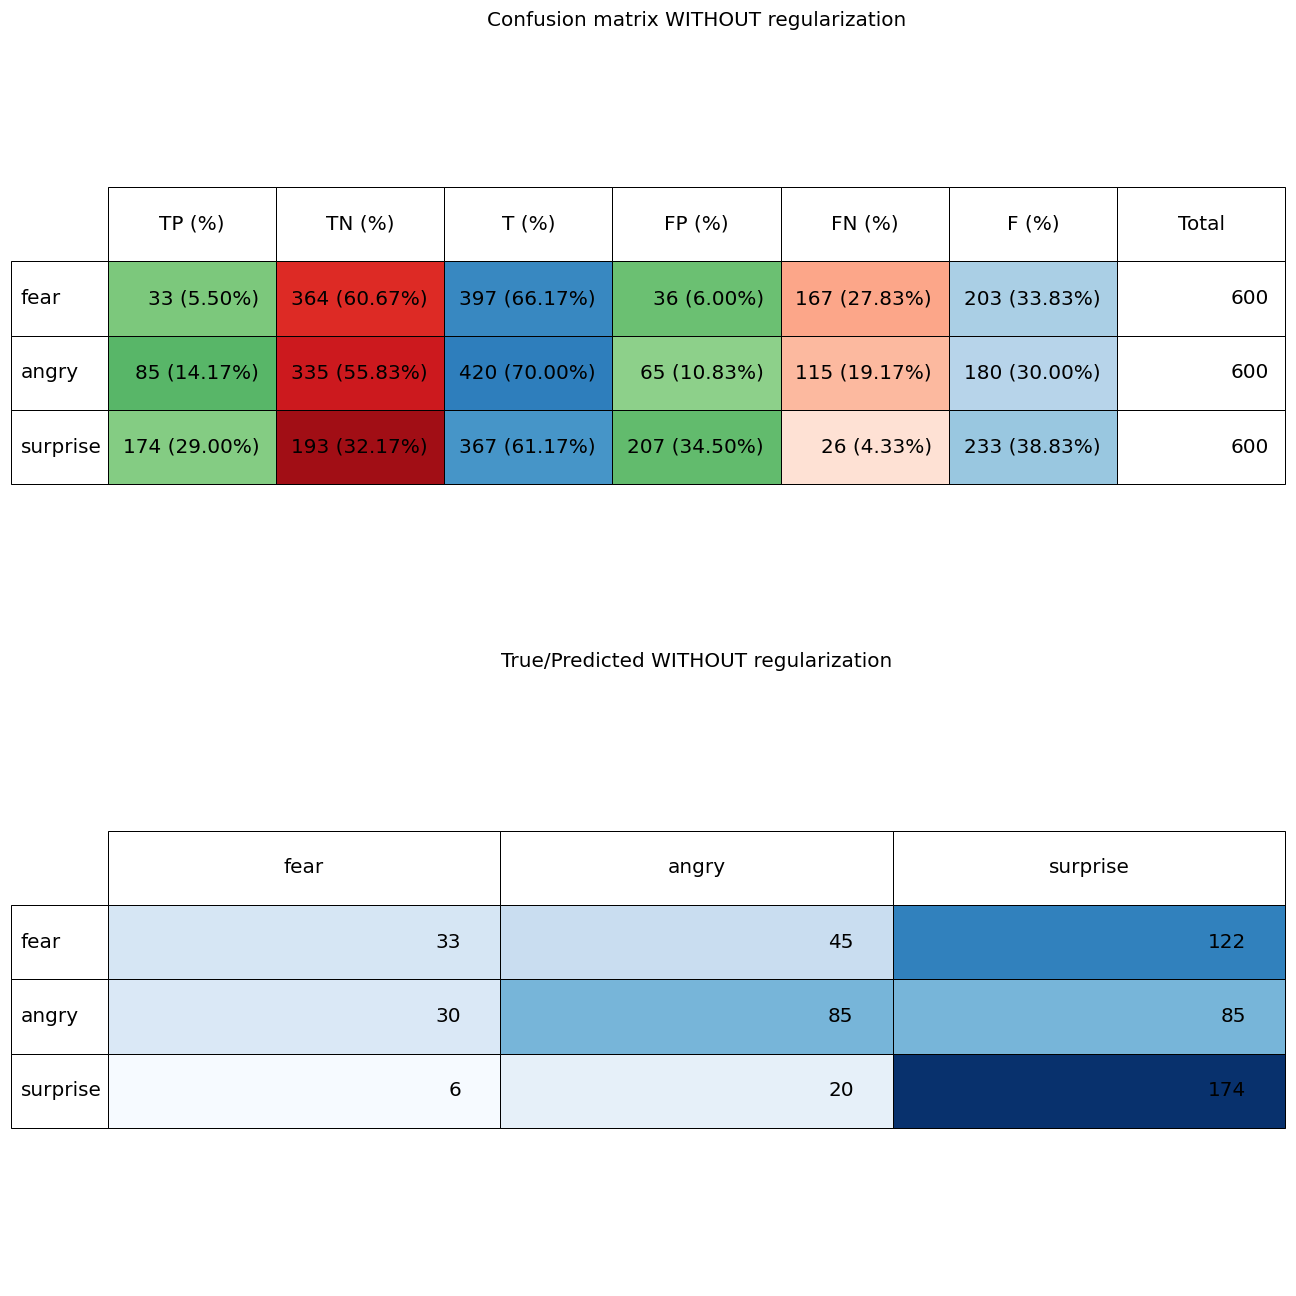 Confusion matrix WITHOUT regularization
TP (%) TN (%) T (%) FP (%) FN (%) F (%) Total
fear 33 (5.50%) 364 (60.67%) 397 (66.17%) 36 (6.00%) 167 (27.83%) 203 (33.83%) 600
angry 85 (14.17%) 335 (55.83%) 420 (70.00%) 65 (10.83%) 115 (19.17%) 180 (30.00%) 600
surprise 174 (29.00%) 193 (32.17%) 367 (61.17%) 207 (34.50%) 26 (4.33%) 233 (38.83%) 600
True/Predicted WITHOUT regularization
fear angry surprise
fear 33 45 122
angry 30 85 85
surprise 6 20 174